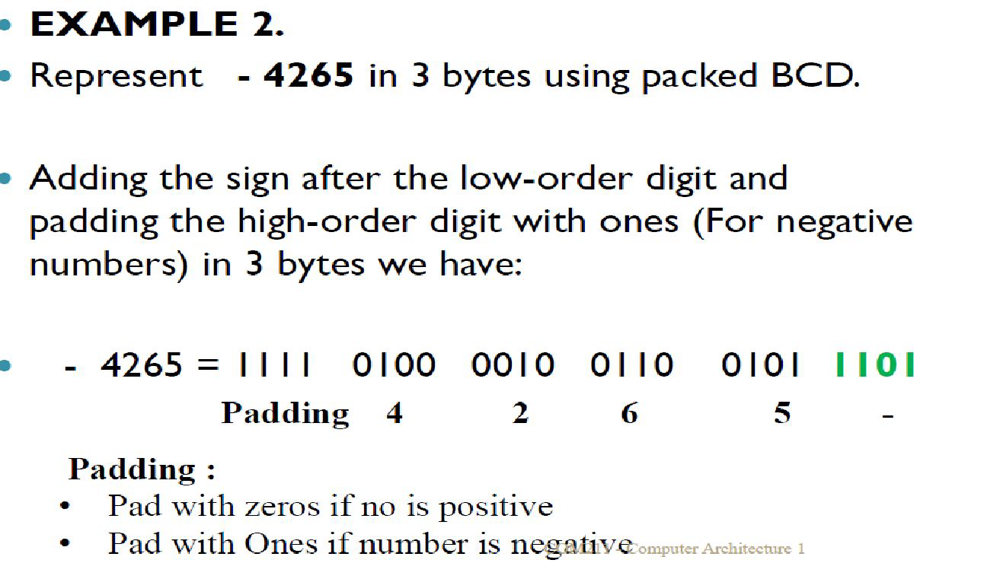 • EXAMPLE 2.
• Represent - 4265 in 3 bytes using packed BCD.
• Adding the sign after the low-order digit and
padding the high-order digit with ones (For negative
numbers) in 3 bytes we have:
• - 4265 = 1111 0100 0010 0110 0101 1101
Padding 4 2 6 5 -
Padding :
• Pad with zeros if no is positive
• Pad with Ones if number is negative
COM211 - Computer Architecture 1